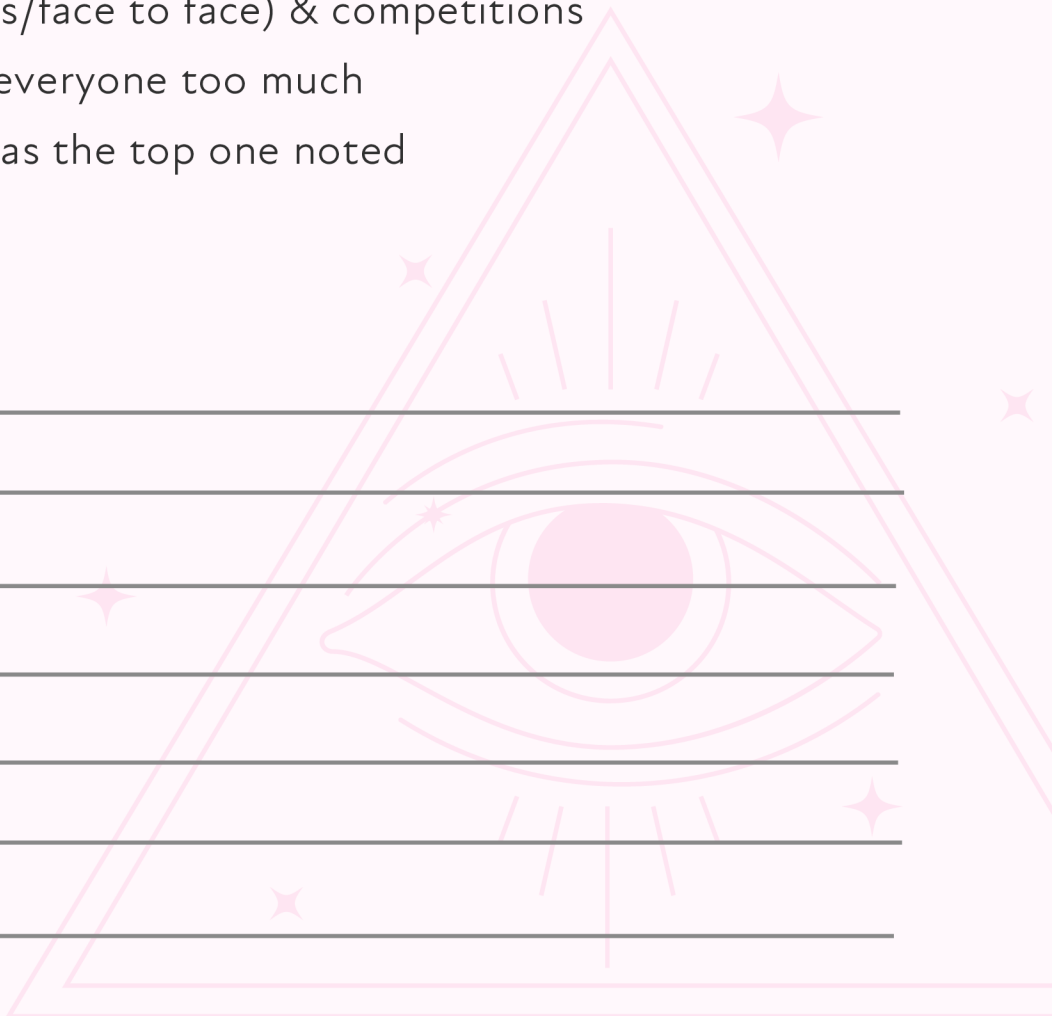 s/face to face) & competitions
everyone too much
as the top one noted